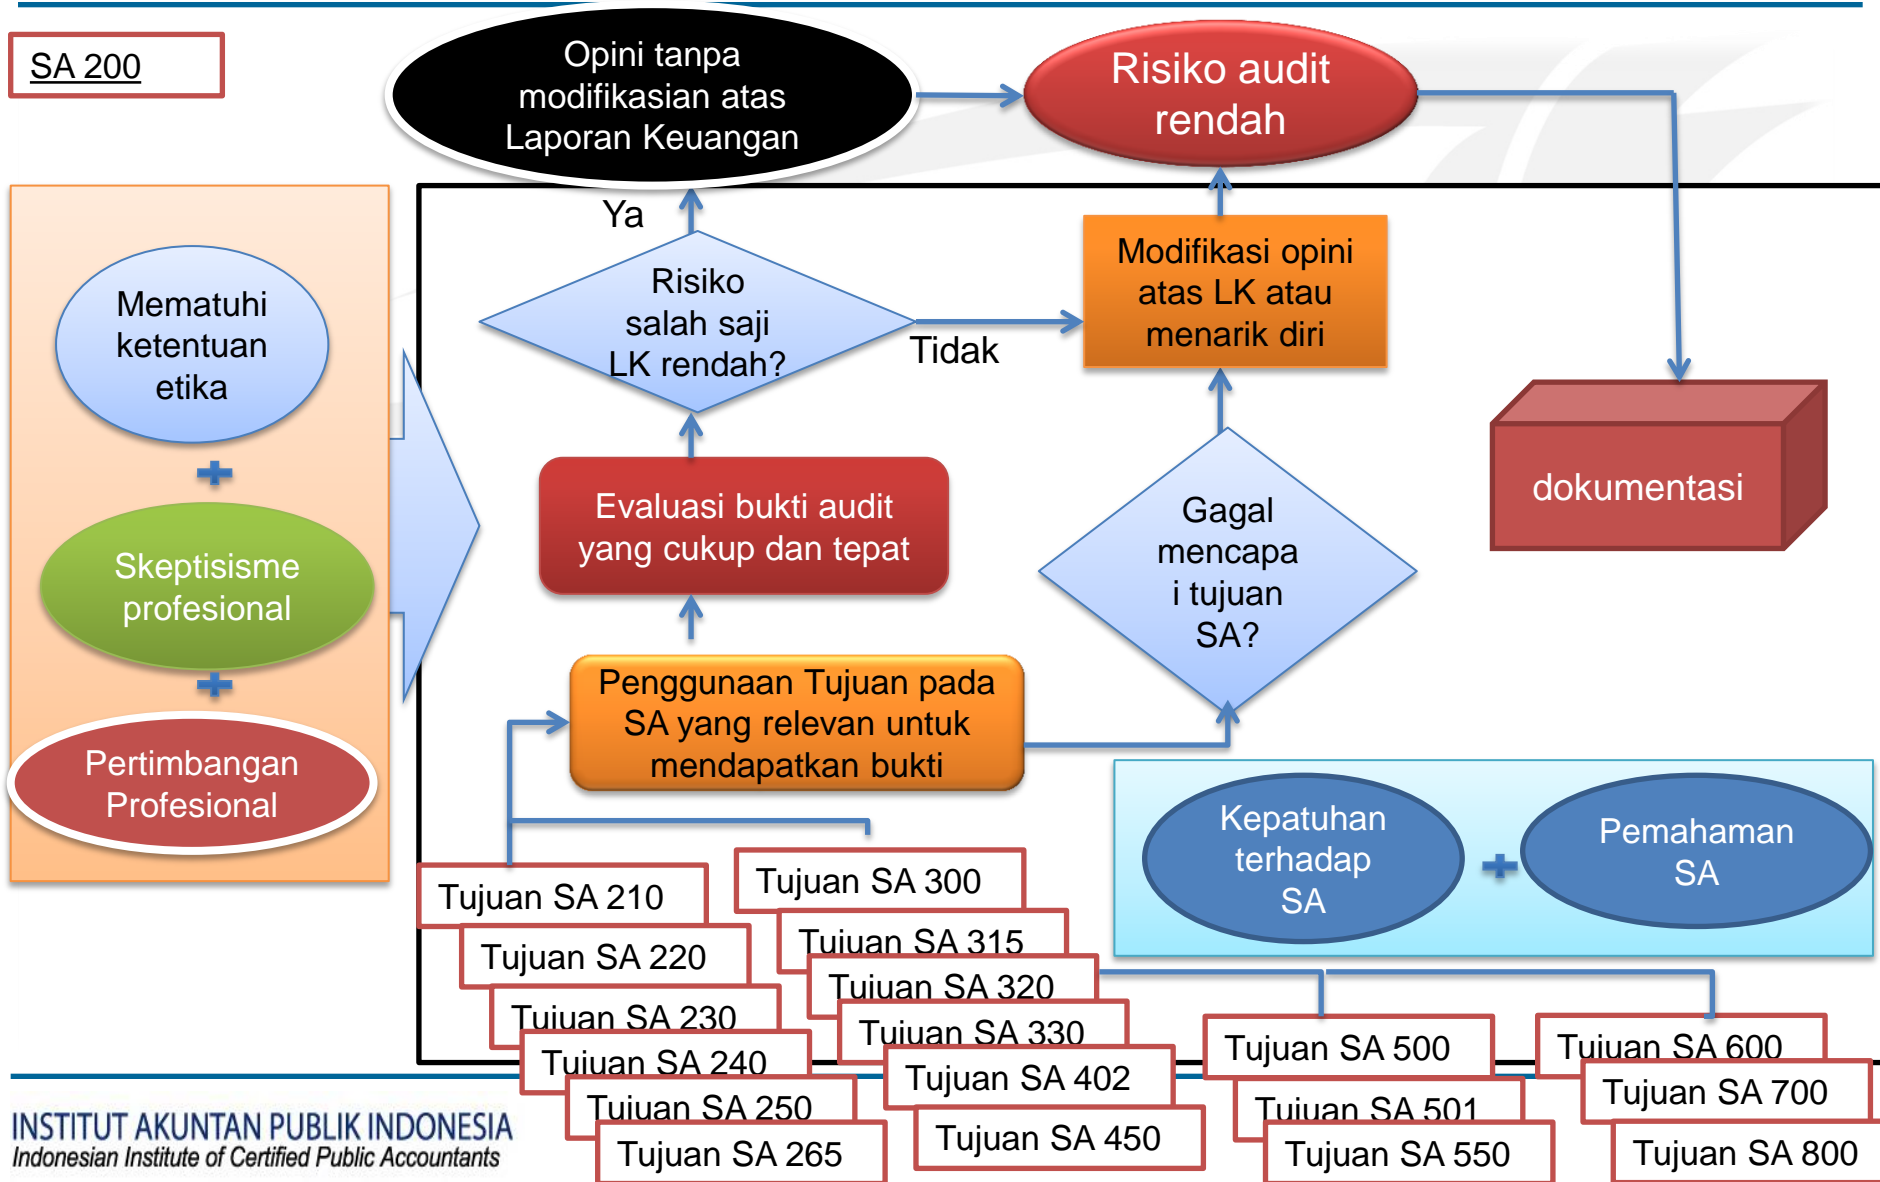 SA 200
Opini tanpa
modifikasian atas
Laporan Keuangan
Risiko audit
rendah
Ya
Risiko
salah saji
LK rendah?
Tidak
Modifikasi opini
atas LK atau
menarik diri
Mematuhi
ketentuan
etika
Skeptisisme
profesional
Pertimbangan
Profesional
Evaluasi bukti audit
yang cukup dan tepat
Gagal
mencapa
i tujuan
SA?
dokumentasi
Penggunaan Tujuan pada
SA yang relevan untuk
mendapatkan bukti
Kepatuhan
terhadap
SA
Pemahaman
SA
Tujuan SA 210
Tujuan SA 220
Tujuan SA 230
Tujuan SA 240
Tujuan SA 250
Tujuan SA 265
Tujuan SA 300
Tujuan SA 315
Tujuan SA 320
Tujuan SA 330
Tujuan SA 402
Tujuan SA 450
Tujuan SA 500
Tujuan SA 501
Tujuan SA 550
Tujuan SA 600
Tujuan SA 700
Tujuan SA 800
INSTITUT AKUNTAN PUBLIK INDONESIA
Indonesian Institute of Certified Public Accountants